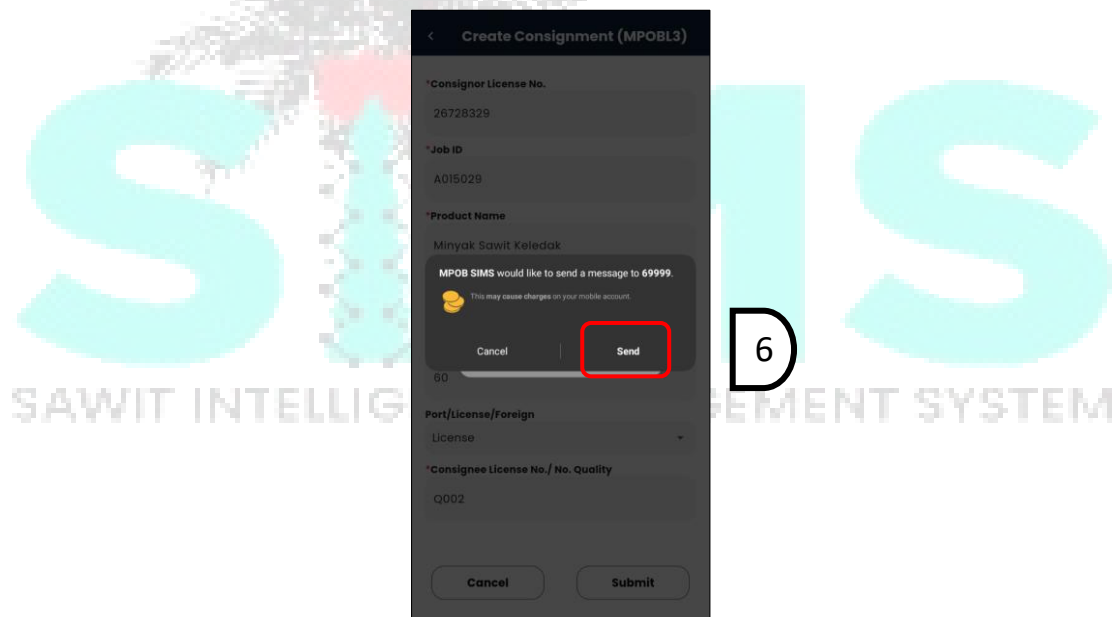 Create Consignment (MPOBL3)
*Consignor License No.
26728329
*Job ID
A015029
*Product Name
Minyak Sawit Keledak
MPOB SIMS would like to send a message to 69999.
This may cause charges on your mobile account.
Cancel
Send
6
60
SAWIT INTELLIG
GEMENT SYSTEM
Port/License/Foreign
License
*Consignee License No./ No. Quality
Q002
Cancel
Submit